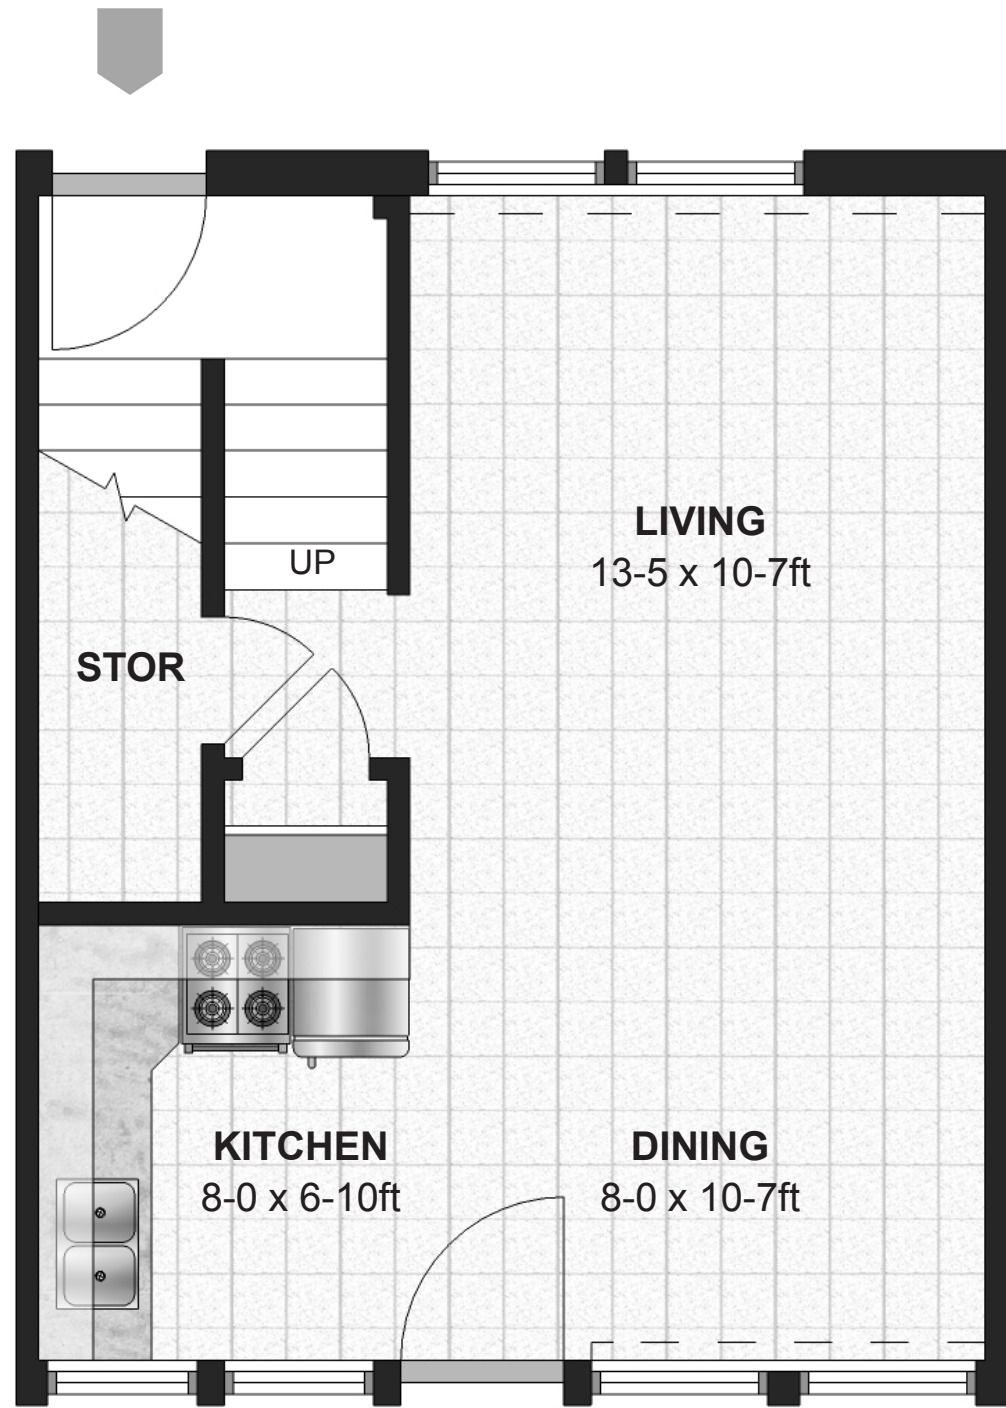 LIVING
13-5 x 10-7ft
UP
STOR
KITCHEN
8-0 x 6-10ft
DINING
8-0 x 10-7ft